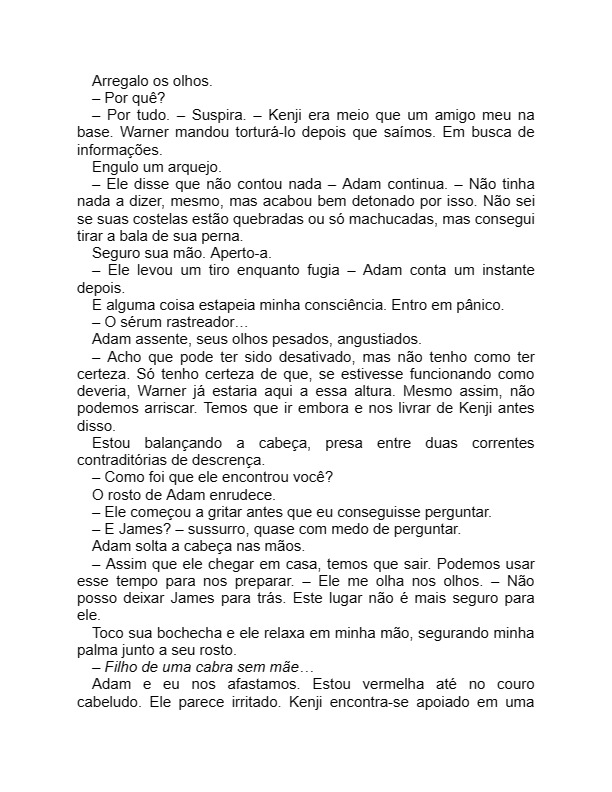 Arregalo os olhos.
– Por quê?
– Por tudo. – Suspira. – Kenji era meio que um amigo meu na
base. Warner mandou torturá-lo depois que saímos. Em busca de
informações.
Engulo um arquejo.
– Ele disse que não contou nada – Adam continua. – Não tinha
nada a dizer, mesmo, mas acabou bem detonado por isso. Não sei
se suas costelas estão quebradas ou só machucadas, mas consegui
tirar a bala de sua perna.
Seguro sua mão. Aperto-a.
– Ele levou um tiro enquanto fugia – Adam conta um instante
depois.
E alguma coisa estapeia minha consciência. Entro em pânico.
– O sérum rastreador…
Adam assente, seus olhos pesados, angustiados.
– Acho que pode ter sido desativado, mas não tenho como ter
certeza. Só tenho certeza de que, se estivesse funcionando como
deveria, Warner já estaria aqui a essa altura. Mesmo assim, não
podemos arriscar. Temos que ir embora e nos livrar de Kenji antes
disso.
Estou balançando a cabeça, presa entre duas correntes
contraditórias de descrença.
– Como foi que ele encontrou você?
O rosto de Adam enrudece.
– Ele começou a gritar antes que eu conseguisse perguntar.
– E James? – sussurro, quase com medo de perguntar.
Adam solta a cabeça nas mãos.
– Assim que ele chegar em casa, temos que sair. Podemos usar
esse tempo para nos preparar. – Ele me olha nos olhos. – Não
posso deixar James para trás. Este lugar não é mais seguro para
ele.
Toco sua bochecha e ele relaxa em minha mão, segurando minha
palma junto a seu rosto.
– Filho de uma cabra sem mãe…
Adam e eu nos afastamos. Estou vermelha até no couro
cabeludo. Ele parece irritado. Kenji encontra-se apoiado em uma